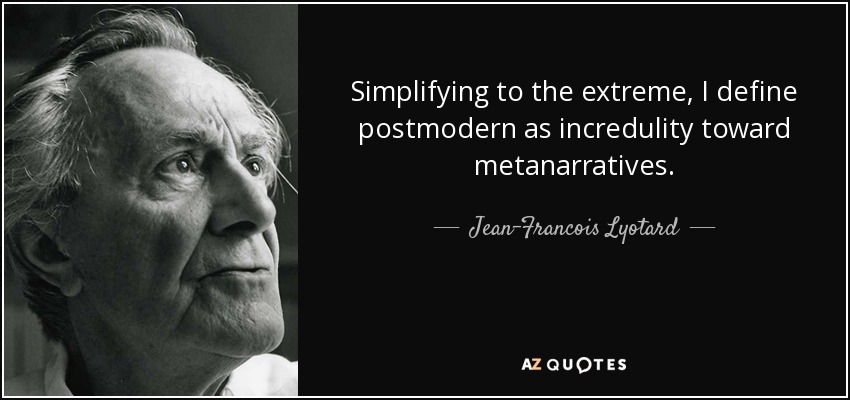 Simplifying to the extreme, I define
postmodern as incredulity toward
metanarratives.
— Jean-Francois Lyotard —
AZ QUOTES